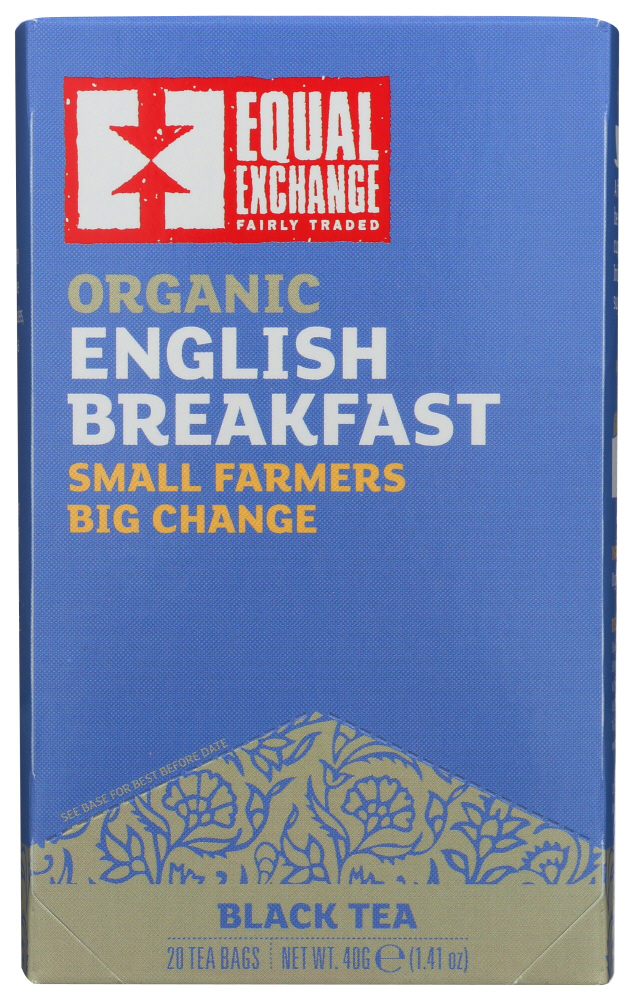 EQUAL
EXCHANGE
FAIRLY TRADED
ORGANIC
ENGLISH
BREAKFAST
SMALL FARMERS
BIG CHANGE
SEE BASE FOR BEST BEFORE DATE
BLACK TEA
20 TEA BAGS NET WT. 40G ℮ (1.41 oz)